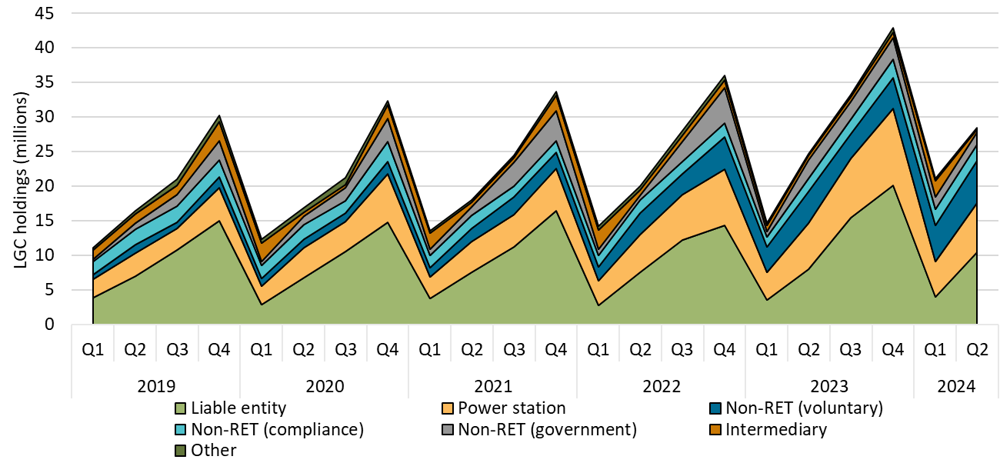 LGC holdings (millions)
45
40
35
30
25
20
15
10
5
0
Q1 Q2 Q3 Q4 Q1 Q2 Q3 Q4 Q1 Q2 Q3 Q4 Q1 Q2 Q3 Q4 Q1 Q2 Q3 Q4 Q1 Q2
2019 2020 2021 2022 2023 2024
Liable entity Power station Non-RET (voluntary)
Non-RET (compliance) Non-RET (government) Intermediary
Other